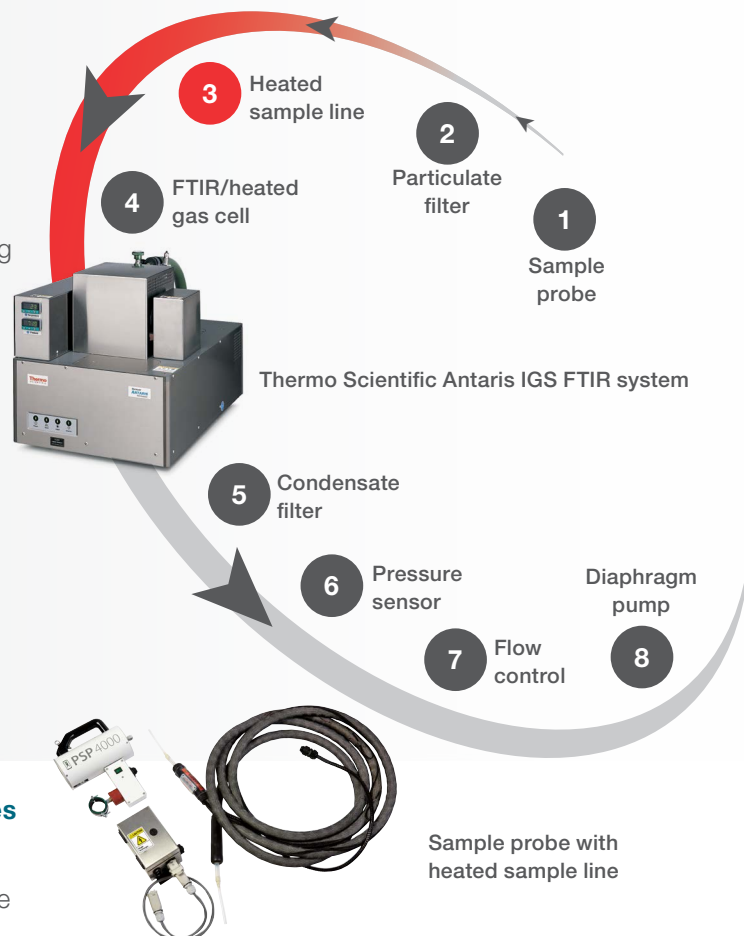 3
Heated
sample line
2
Particulate
filter
1
Sample
probe
4
FTIR/heated
gas cell
g
Thermo Scientific Antaris IGS FTIR system
5
Condensate
filter
6
Pressure
sensor
7
Flow
control
Diaphragm
pump
8
PSP4000
es
Sample probe with
heated sample line
e